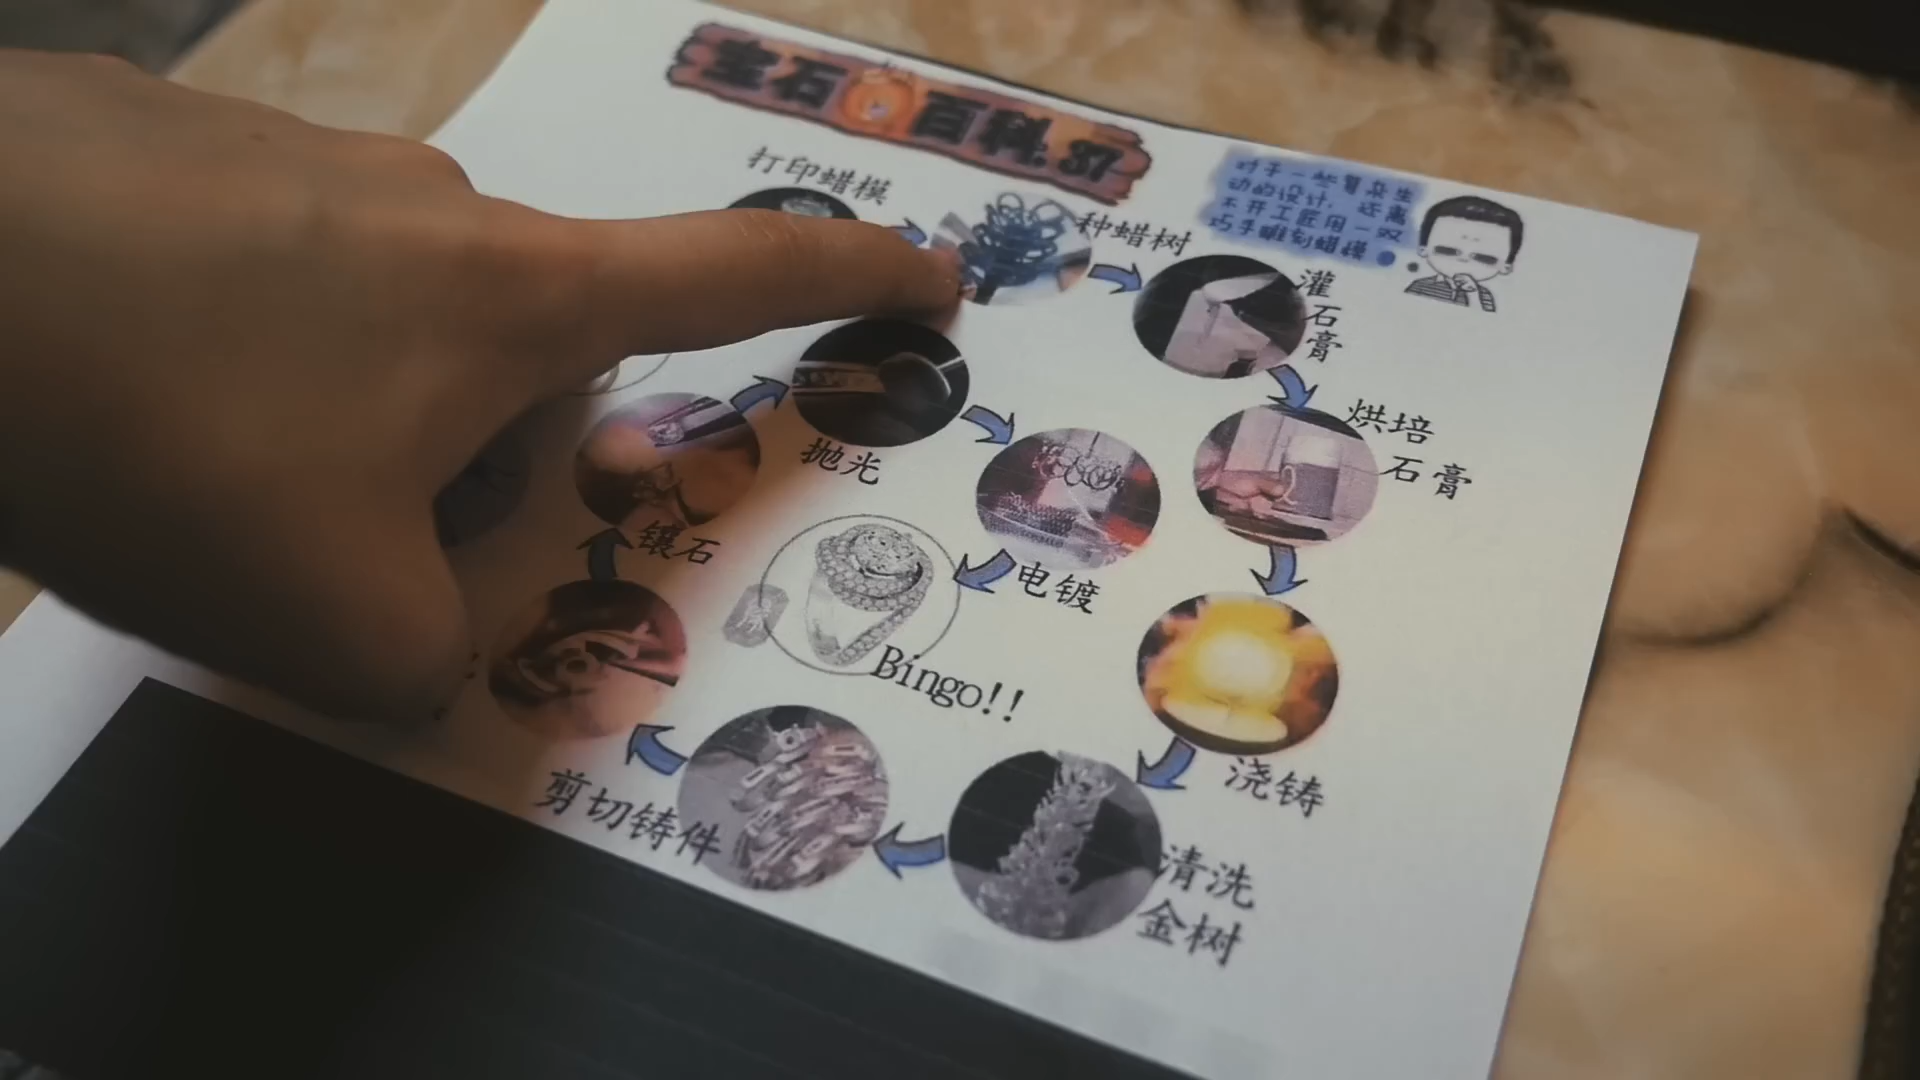 宝石百科.37
打印蜡模
种蜡树
对于一些复杂生
动的设计，还离
不开工匠用一双
巧手雕刻蜡模
灌
石
膏
烘培
石膏
抛光
镶石
电镀
Bingo!!
浇铸
剪切铸件
清洗
金树